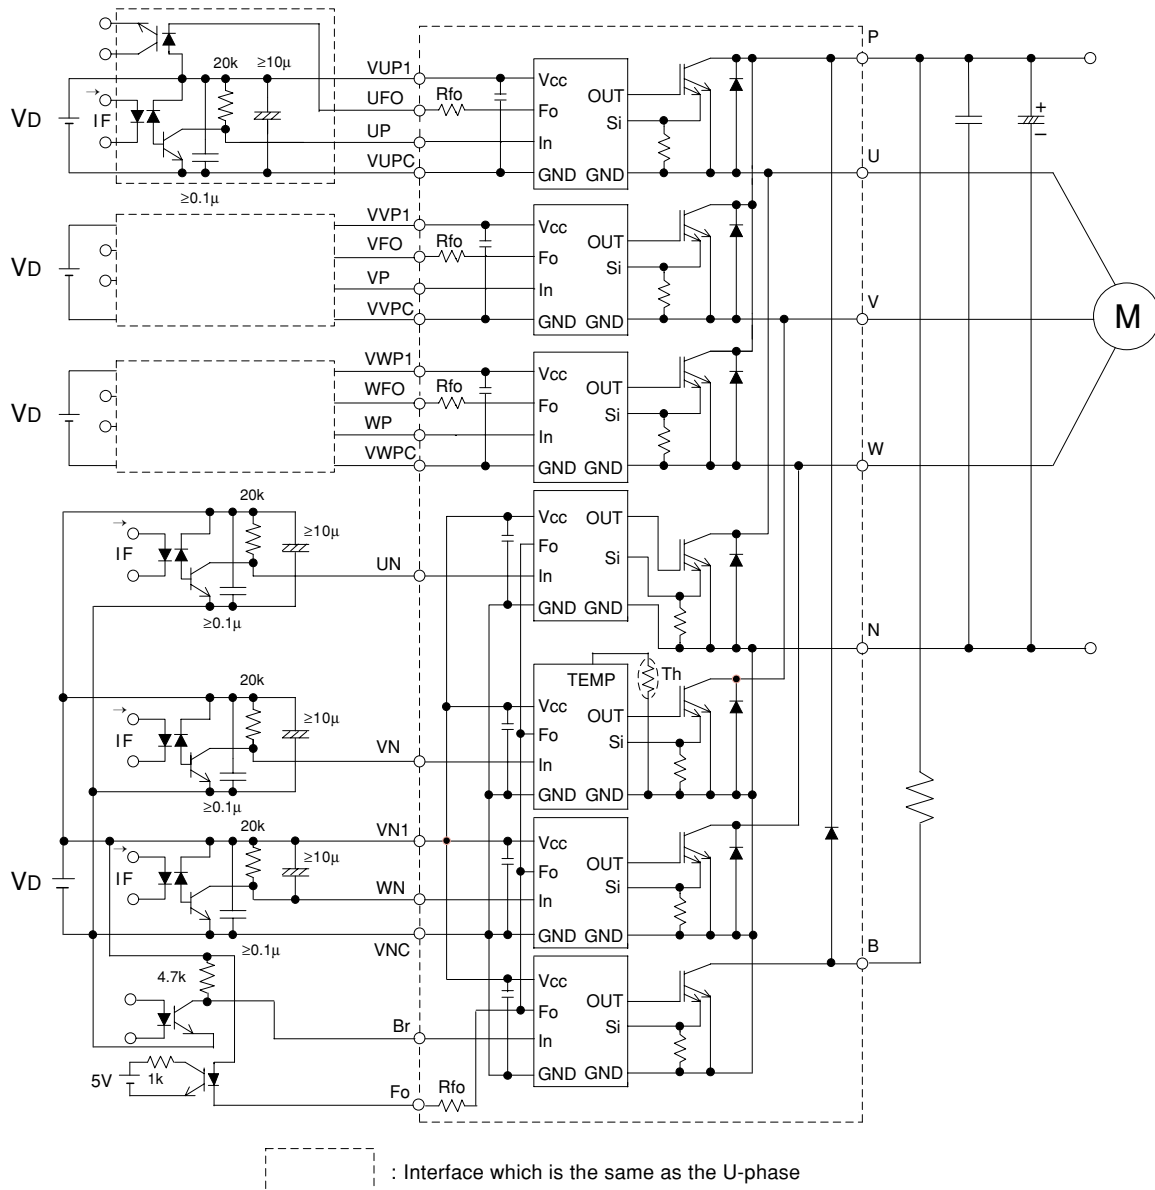 20k
≥10µ
VD
IF
≥0.1µ
VUP1
UFO
UP
VUPC
Rfo
Vcc
Fo
In
GND
GND
OUT
Si
P
U
+
–
VD
VVP1
VFO
VP
VVPC
Rfo
Vcc
Fo
In
GND
GND
OUT
Si
V
M
VD
VWP1
WFO
WP
VWPC
Rfo
Vcc
Fo
In
GND
GND
OUT
Si
W
20k
≥10µ
IF
≥0.1µ
UN
Vcc
Fo
In
GND
GND
OUT
Si
N
20k
≥10µ
IF
≥0.1µ
VN
TEMP
Th
Vcc
Fo
In
GND
GND
OUT
Si
20k
≥10µ
VD
IF
≥0.1µ
VN1
WN
VNC
Vcc
Fo
In
GND
GND
OUT
Si
B
4.7k
5V
1k
Br
Fo
Rfo
Vcc
Fo
In
GND
GND
OUT
Si
: Interface which is the same as the U-phase